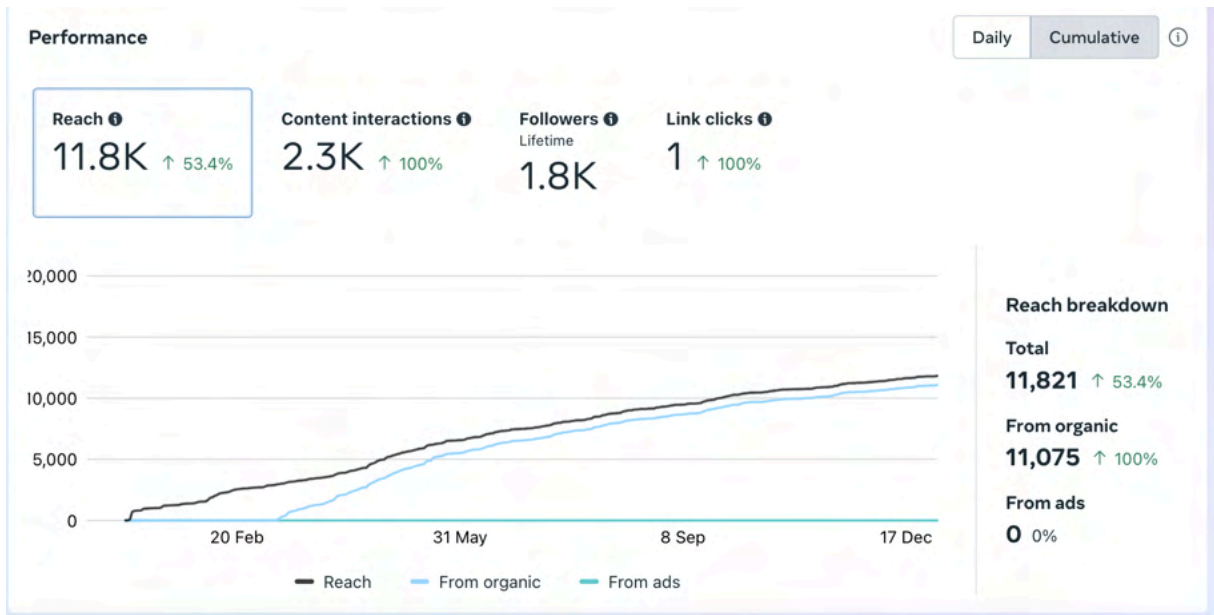 Performance
Daily Cumulative
Reach
11.8K ↑ 53.4%
Content interactions
2.3K ↑ 100%
Followers
Lifetime
1.8K
Link clicks
1 ↑ 100%
20,000
15,000
10,000
5,000
0
20 Feb 31 May 8 Sep 17 Dec
Reach From organic From ads
Reach breakdown
Total
11,821 ↑ 53.4%
From organic
11,075 ↑ 100%
From ads
0 0%